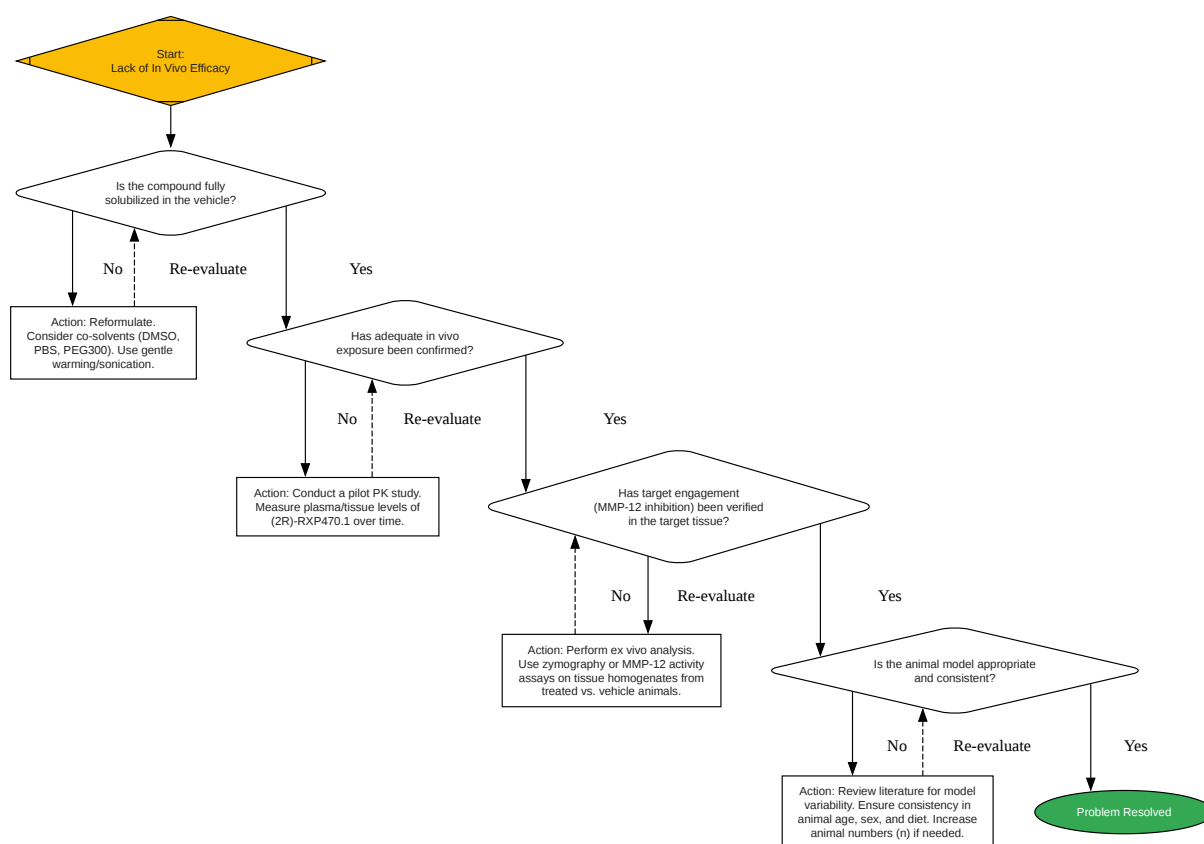 Start:
Lack of In Vivo Efficacy
Is the compound fully
solubilized in the vehicle?
No
Re-evaluate
Yes
Action: Reformulate.
Consider co-solvents (DMSO,
PBS, PEG300). Use gentle
warming/sonication.
Has adequate in vivo
exposure been confirmed?
No
Re-evaluate
Yes
Action: Conduct a pilot PK study.
Measure plasma/tissue levels of
(2R)-RXP470.1 over time.
Has target engagement
(MMP-12 inhibition) been verified
in the target tissue?
No
Re-evaluate
Yes
Action: Perform ex vivo analysis.
Use zymography or MMP-12 activity
assays on tissue homogenates from
treated vs. vehicle animals.
Is the animal model appropriate
and consistent?
No
Re-evaluate
Yes
Action: Review literature for model
variability. Ensure consistency in
animal age, sex, and diet. Increase
animal numbers (n) if needed.
Problem Resolved